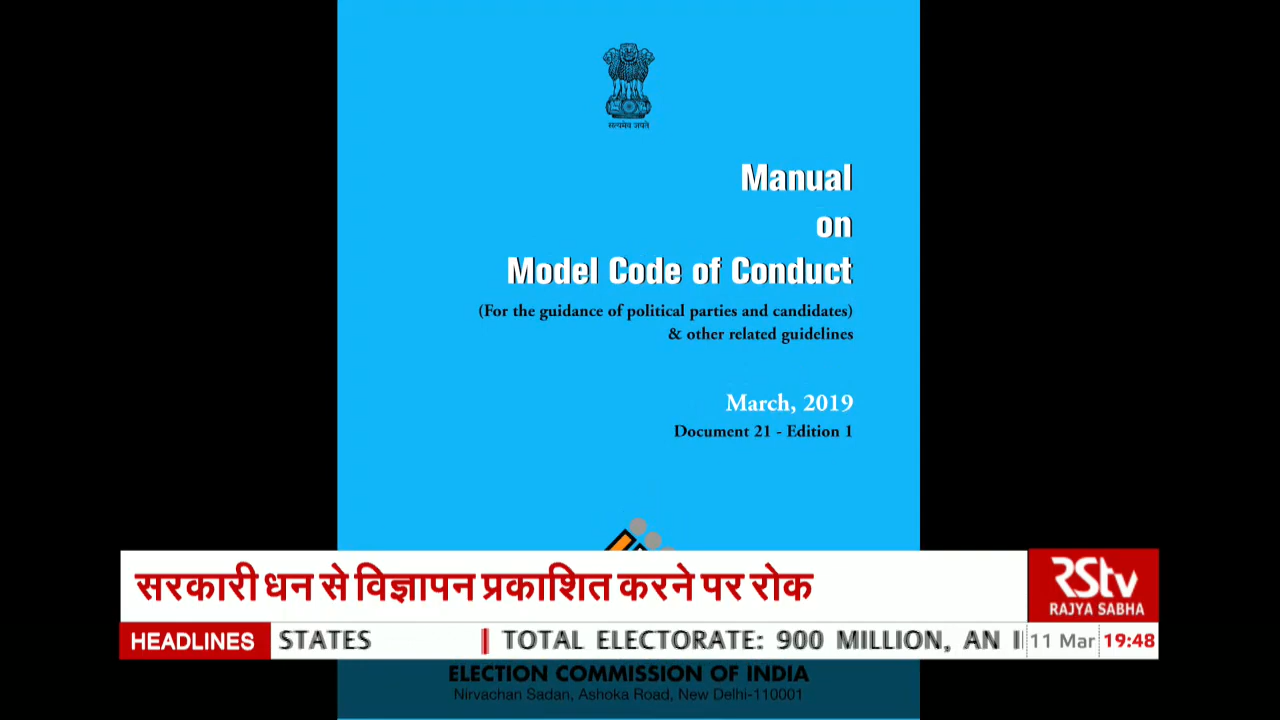 सत्यमेव जयते
Manual
on
Model Code of Conduct
(For the guidance of political parties and candidates)
& other related guidelines
March, 2019
Document 21 - Edition 1
सरकारी धन से विज्ञापन प्रकाशित करने पर रोक
RSTV
RAJYA SABHA
HEADLINES STATES | TOTAL ELECTORATE: 900 MILLION, AN 11 Mar 19:48
ELECTION COMMISSION OF INDIA
Nirvachan Sadan, Ashoka Road, New Delhi-110001